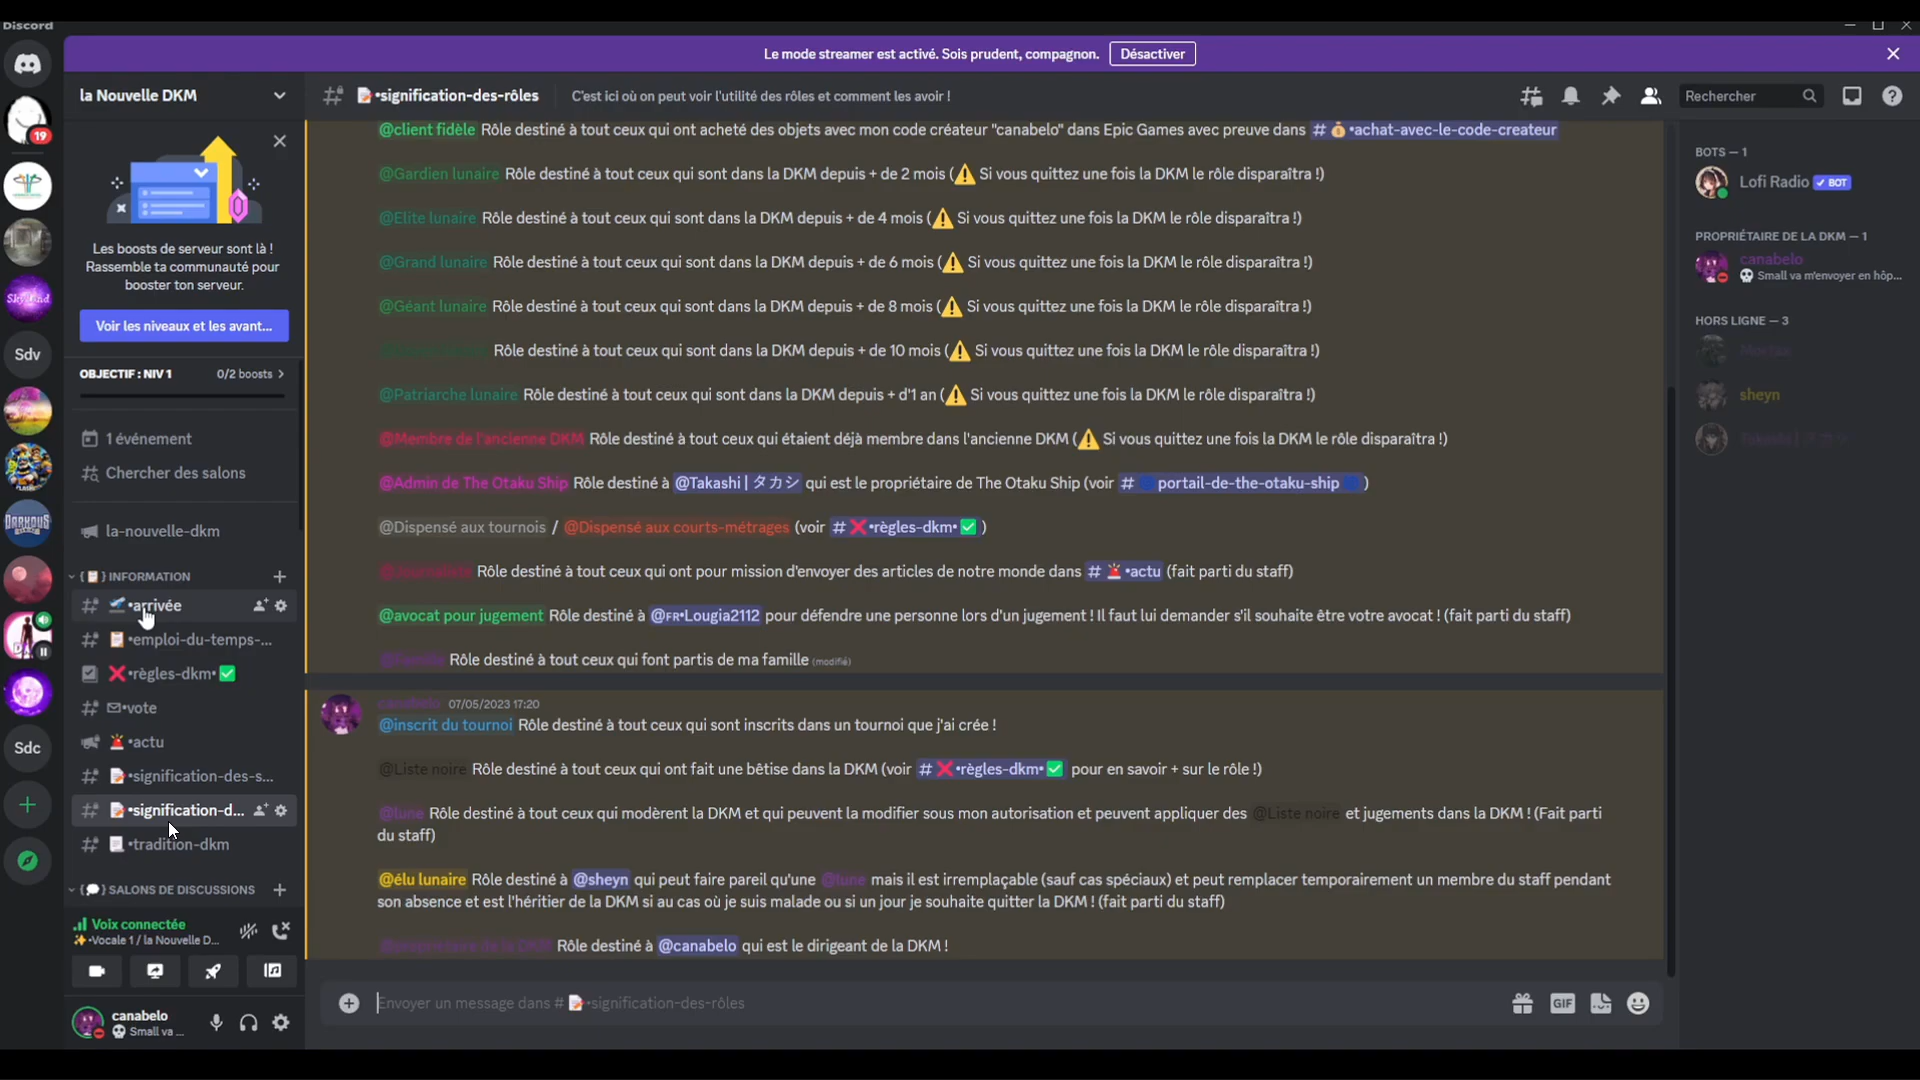 Discord
Le mode streamer est activé. Sois prudent, compagnon. Désactiver
la Nouvelle DKM
•signification-des-rôles
C'est ici où on peut voir l'utilité des rôles et comment les avoir !
Rechercher
19
Skyland
Sdv
Sdc
Les boosts de serveur sont là !
Rassemble ta communauté pour
booster ton serveur.
Voir les niveaux et les avant...
OBJECTIF : NIV 1 0/2 boosts >
1 événement
Chercher des salons
la-nouvelle-dkm
{📋} INFORMATION
•arrivée
•emploi-du-temps-...
❌•règles-dkm•✅
✉•vote
🚨•actu
📝•signification-des-s...
📝•signification-d...
•tradition-dkm
{💬} SALONS DE DISCUSSIONS
Voix connectée
✨•Vocale 1 / la Nouvelle D...
canabelo
💀 Small va ...
@client fidèle Rôle destiné à tout ceux qui ont acheté des objets avec mon code créateur "canabelo" dans Epic Games avec preuve dans # 💰•achat-avec-le-code-createur
@Gardien lunaire Rôle destiné à tout ceux qui sont dans la DKM depuis + de 2 mois (⚠️ Si vous quittez une fois la DKM le rôle disparaîtra !)
@Elite lunaire Rôle destiné à tout ceux qui sont dans la DKM depuis + de 4 mois (⚠️ Si vous quittez une fois la DKM le rôle disparaîtra !)
@Grand lunaire Rôle destiné à tout ceux qui sont dans la DKM depuis + de 6 mois (⚠️ Si vous quittez une fois la DKM le rôle disparaîtra !)
@Géant lunaire Rôle destiné à tout ceux qui sont dans la DKM depuis + de 8 mois (⚠️ Si vous quittez une fois la DKM le rôle disparaîtra !)
Rôle destiné à tout ceux qui sont dans la DKM depuis + de 10 mois (⚠️ Si vous quittez une fois la DKM le rôle disparaîtra !)
@Patriarche lunaire Rôle destiné à tout ceux qui sont dans la DKM depuis + d'1 an (⚠️ Si vous quittez une fois la DKM le rôle disparaîtra !)
@Membre de l'ancienne DKM Rôle destiné à tout ceux qui étaient déjà membre dans l'ancienne DKM (⚠️ Si vous quittez une fois la DKM le rôle disparaîtra !)
@Admin de The Otaku Ship Rôle destiné à @Takashi | タカシ qui est le propriétaire de The Otaku Ship (voir # portail-de-the-otaku-ship )
@Dispensé aux tournois / @Dispensé aux courts-métrages (voir # ❌•règles-dkm•✅ )
@Journaliste Rôle destiné à tout ceux qui ont pour mission d'envoyer des articles de notre monde dans # 🚨•actu (fait parti du staff)
@avocat pour jugement Rôle destiné à @FR•Lougia2112 pour défendre une personne lors d'un jugement ! Il faut lui demander s'il souhaite être votre avocat ! (fait parti du staff)
@Famille Rôle destiné à tout ceux qui font partis de ma famille (modifié)
canabelo 07/05/2023 17:20
@inscrit du tournoi Rôle destiné à tout ceux qui sont inscrits dans un tournoi que j'ai crée !
@Liste noire Rôle destiné à tout ceux qui ont fait une bêtise dans la DKM (voir # ❌•règles-dkm•✅ pour en savoir + sur le rôle !)
@lune Rôle destiné à tout ceux qui modèrent la DKM et qui peuvent la modifier sous mon autorisation et peuvent appliquer des @Liste noire et jugements dans la DKM ! (Fait parti
du staff)
@élu lunaire Rôle destiné à @sheyn qui peut faire pareil qu'une @lune mais il est irremplaçable (sauf cas spéciaux) et peut remplacer temporairement un membre du staff pendant
son absence et est l'héritier de la DKM si au cas où je suis malade ou si un jour je souhaite quitter la DKM ! (fait parti du staff)
@propriétaire de la DKM Rôle destiné à @canabelo qui est le dirigeant de la DKM !
Envoyer un message dans # 📝•signification-des-rôles
GIF
BOTS — 1
Lofi Radio ✓ BOT
PROPRIÉTAIRE DE LA DKM — 1
canabelo
💀 Small va m'envoyer en hôp...
HORS LIGNE — 3
sheyn